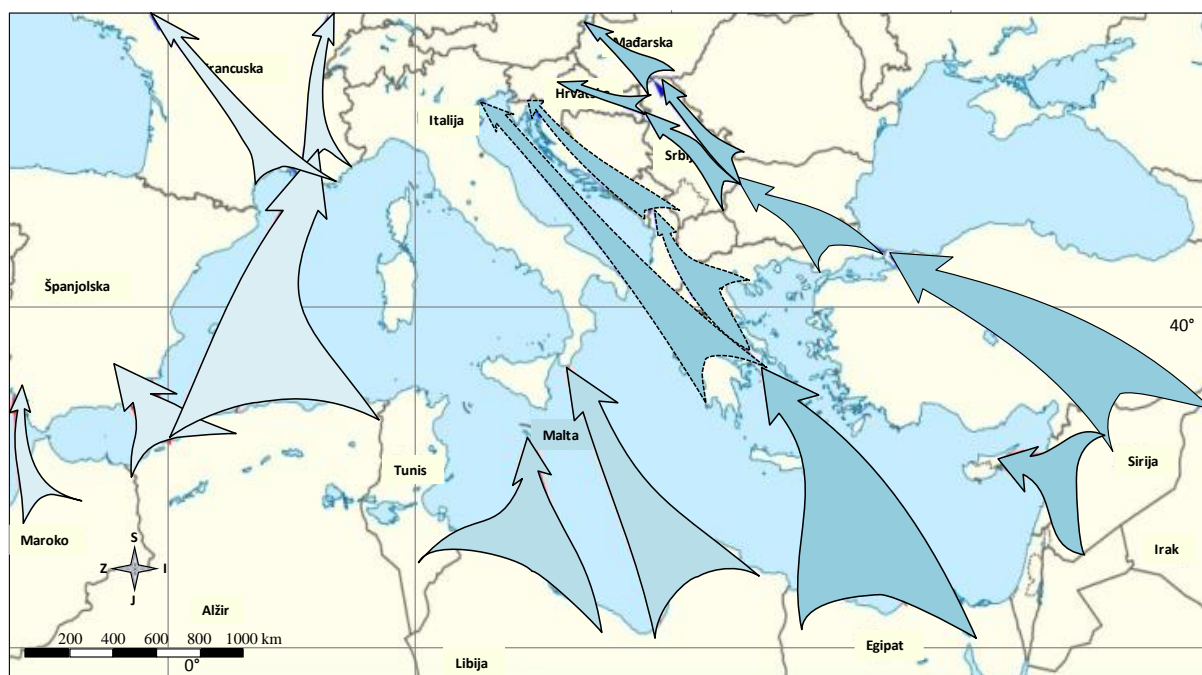 Mađarska
Francuska
Hrvatska
Italija
Srbija
Španjolska
40°
Malta
Tunis
Sirija
Maroko
S
Irak
Z
I
J
Alžir
200 400 600 800 1000 km
Egipat
0°
Libija